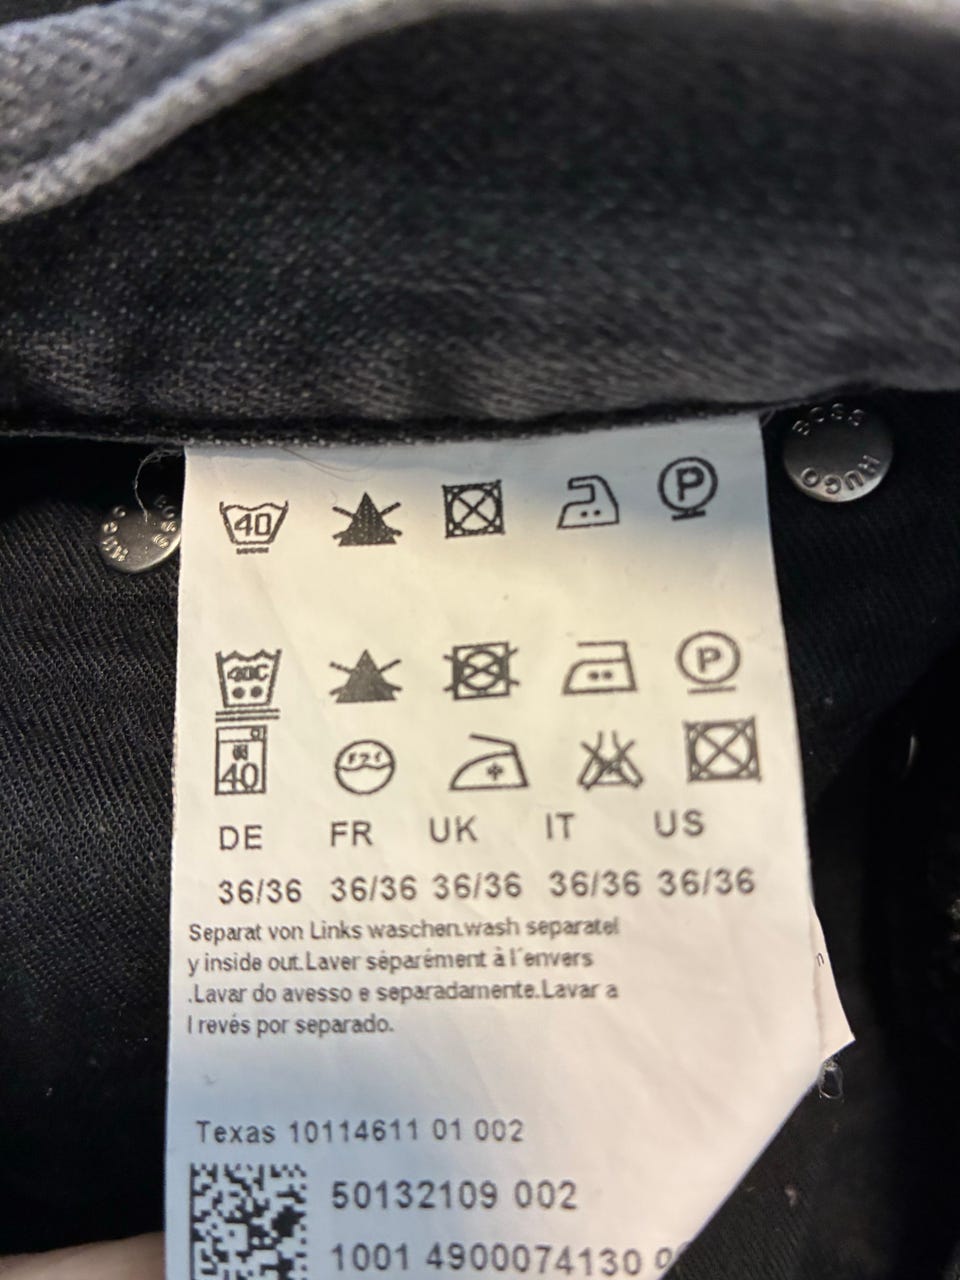 BOSS
HUGO
40
P
40C
P
40
DE FR UK IT US
36/36 36/36 36/36 36/36 36/36
Separat von Links waschen.wash separatel
y inside out.Laver séparément à l´envers
.Lavar do avesso e separadamente.Lavar a
l revés por separado.
Texas 10114611 01 002
50132109 002
1001 4900074130